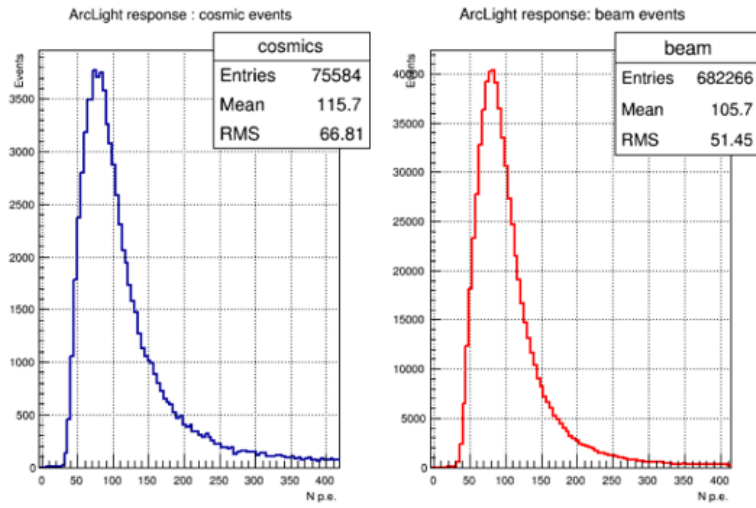 ArcLight response : cosmic events
cosmics
Entries 75584
Mean 115.7
RMS 66.81
Events
3500
3000
2500
2000
1500
1000
500
0
0 50 100 150 200 250 300 350 400
N p.e.
ArcLight response: beam events
beam
Entries 682266
Mean 105.7
RMS 51.45
Events
40000
35000
30000
25000
20000
15000
10000
5000
0
0 50 100 150 200 250 300 350 400
N p.e.